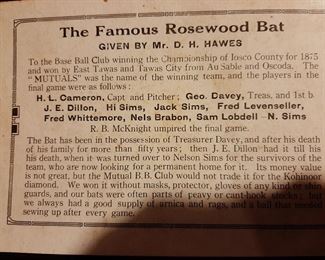 The Famous Rosewood Bat
GIVEN BY Mr. D. H. HAWES
To the Base Ball Club winning the Championship of Iosco County for 1875
and won by East Tawas and Tawas City from Au Sable and Oscoda. The
"MUTUALS" was the name of the winning team, and the players in the final
game were as follows:
H. L. Cameron, Capt and Pitcher; Geo. Davey, Treas, and 1st b.
J. E. Dillon, Hi Sims, Jack Sims, Fred Levenseller,
Fred Whittemore, Nels Brabon, Sam Lobdell — N. Sims
R. B. McKnight umpired the final game.
The Bat has been in the possession of Treasurer Davey, and after his death
of his family for more than fifty years; then J. E. Dillon had it till his
his death, when it was turned over to Nelson Sims for the survivors of the
team, who are now looking for a permanent home for it. Its money value
is not great, but the Mutual B.B. Club would not trade it for the Kohinoor
diamond. We won it without masks, protector, gloves of any kind or shin
guards, and our bats were often parts of peavy or cant-hook stocks; but
we always had a good supply of arnica and rags, and a ball that needed
sewing up after every game.